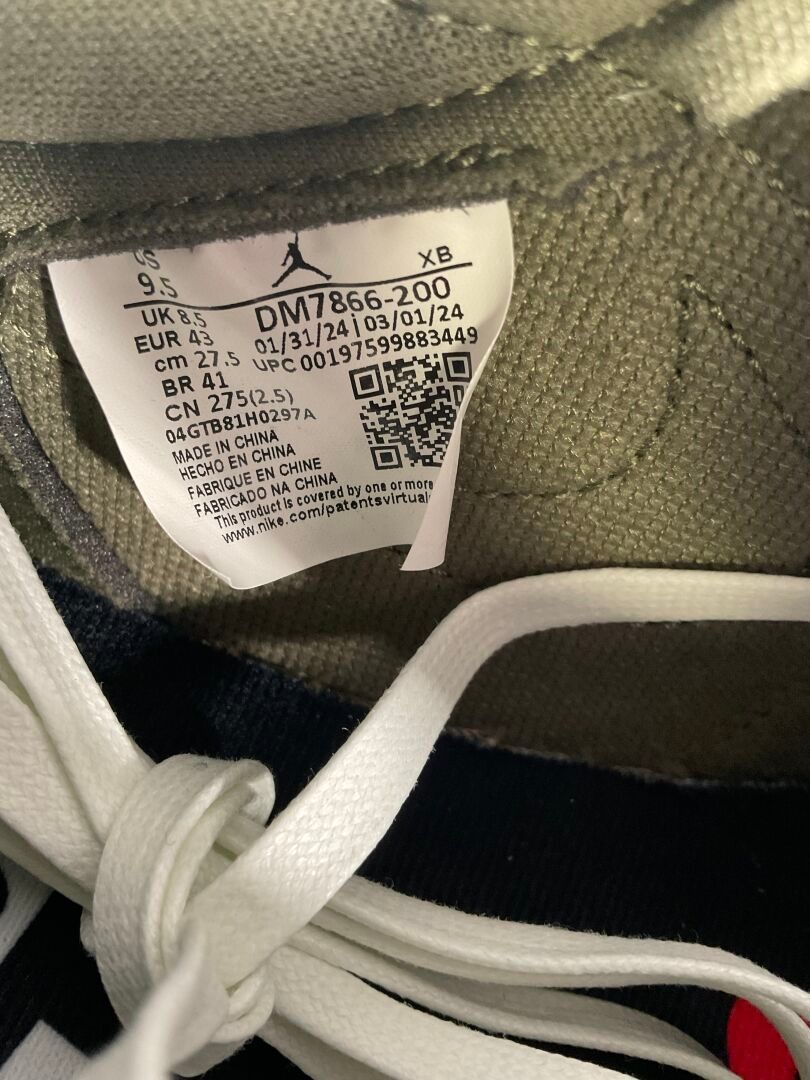 US
9.5
XB
UK 8.5
EUR 43
cm 27.5
BR 41
CN 275(2.5)
DM7866-200
01/31/24 | 03/01/24
UPC 00197599883449
04GTB81H0297A
MADE IN CHINA
HECHO EN CHINA
FABRIQUE EN CHINE
FABRICADO NA CHINA
This product is covered by one or more
www.nike.com/patentsvirtual